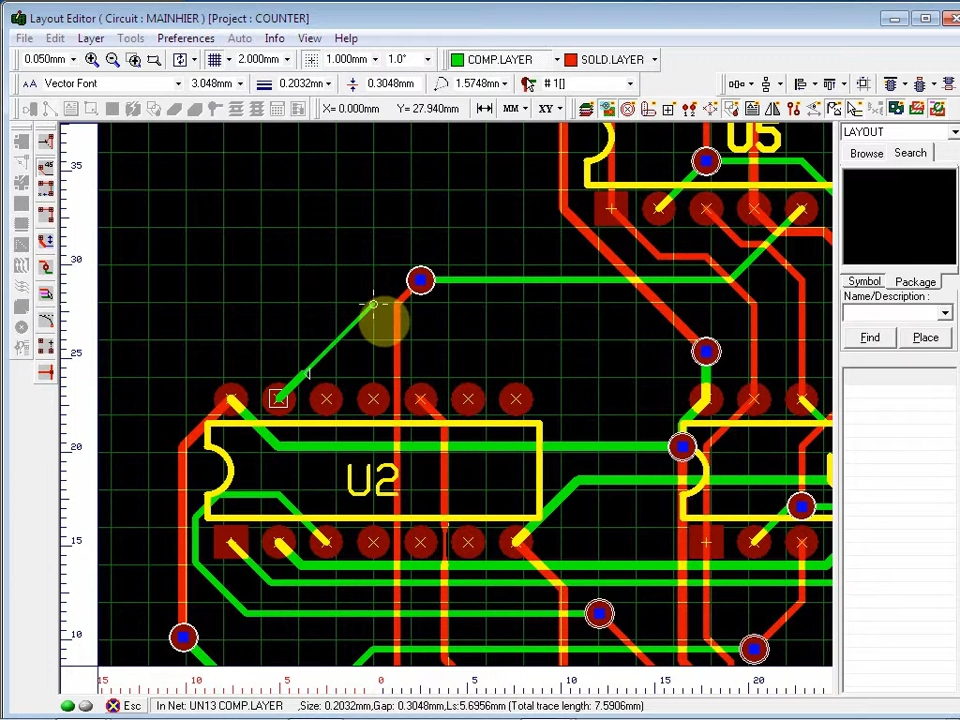 Layout Editor ( Circuit : MAINHIER ) [Project : COUNTER]
File Edit Layer Tools Preferences Auto Info View Help
0.050mm 2.000mm 1.000mm 1.0° COMP.LAYER SOLD.LAYER
AA Vector Font 3.048mm 0.2032mm 0.3048mm 1.5748mm # 1[]
X= 0.000mm Y= 27.940mm MM XY
LAYOUT
Browse Search
Symbol Package
Name/Description:
Find Place
U5
U2
35
30
25
20
15
10
15 10 5 0 5 10 15 20
Esc In Net: UN13 COMP.LAYER ,Size: 0.2032mm,Gap: 0.3048mm,Ls:5.6956mm (Total trace length: 7.5906mm)